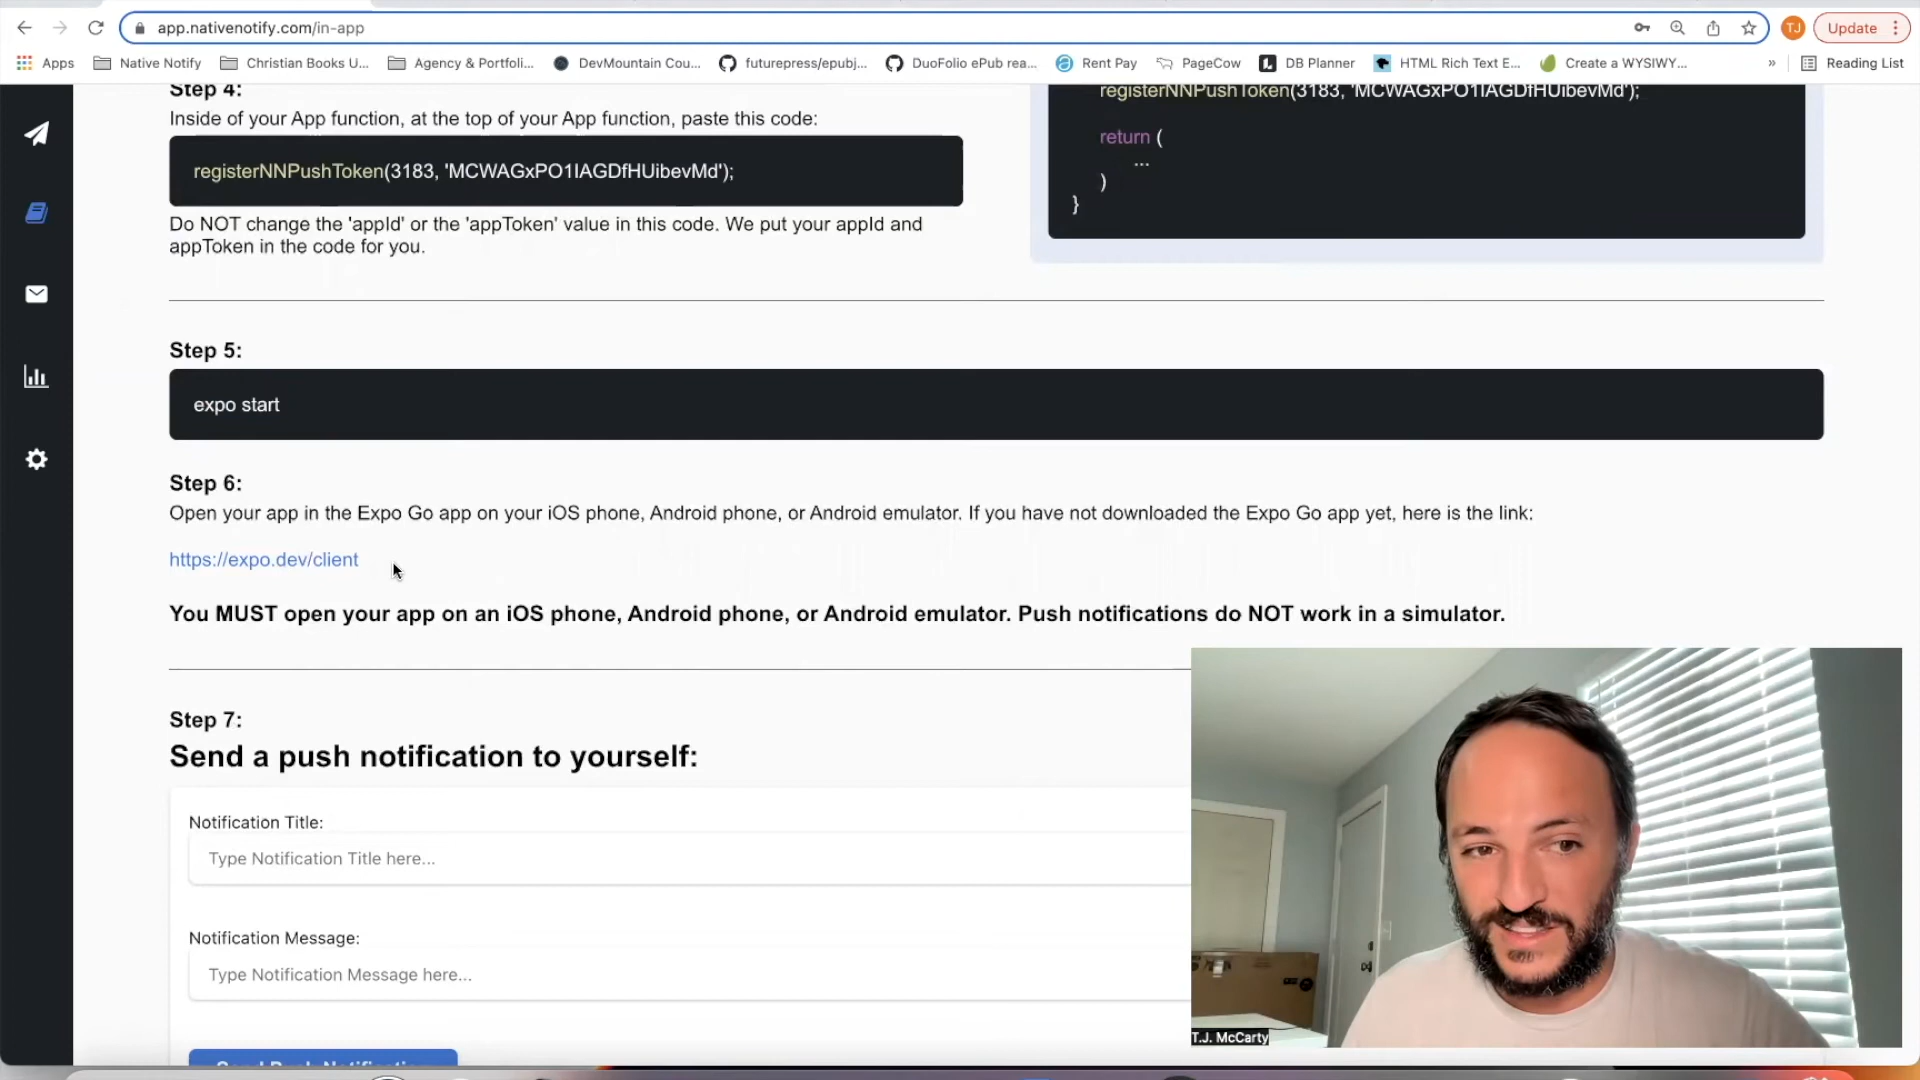 app.nativenotify.com/in-app
TJ
Update
Apps
Native Notify
Christian Books U...
Agency & Portfoli...
DevMountain Cou...
futurepress/epubj...
DuoFolio ePub rea...
Rent Pay
PageCow
DB Planner
HTML Rich Text E...
Create a WYSIWY...
»
Reading List
Step 4:
Inside of your App function, at the top of your App function, paste this code:
registerNNPushToken(3183, 'MCWAGxPO1IAGDfHUibevMd');
Do NOT change the 'appId' or the 'appToken' value in this code. We put your appId and
appToken in the code for you.
registerNNPushToken(3183, 'MCWAGxPO1IAGDfHUibevMd');
return (
...
)
}
Step 5:
expo start
Step 6:
Open your app in the Expo Go app on your iOS phone, Android phone, or Android emulator. If you have not downloaded the Expo Go app yet, here is the link:
https://expo.dev/client
You MUST open your app on an iOS phone, Android phone, or Android emulator. Push notifications do NOT work in a simulator.
Step 7:
Send a push notification to yourself:
Notification Title:
Type Notification Title here...
Notification Message:
Type Notification Message here...
Send Push Notification
T.J. McCarty